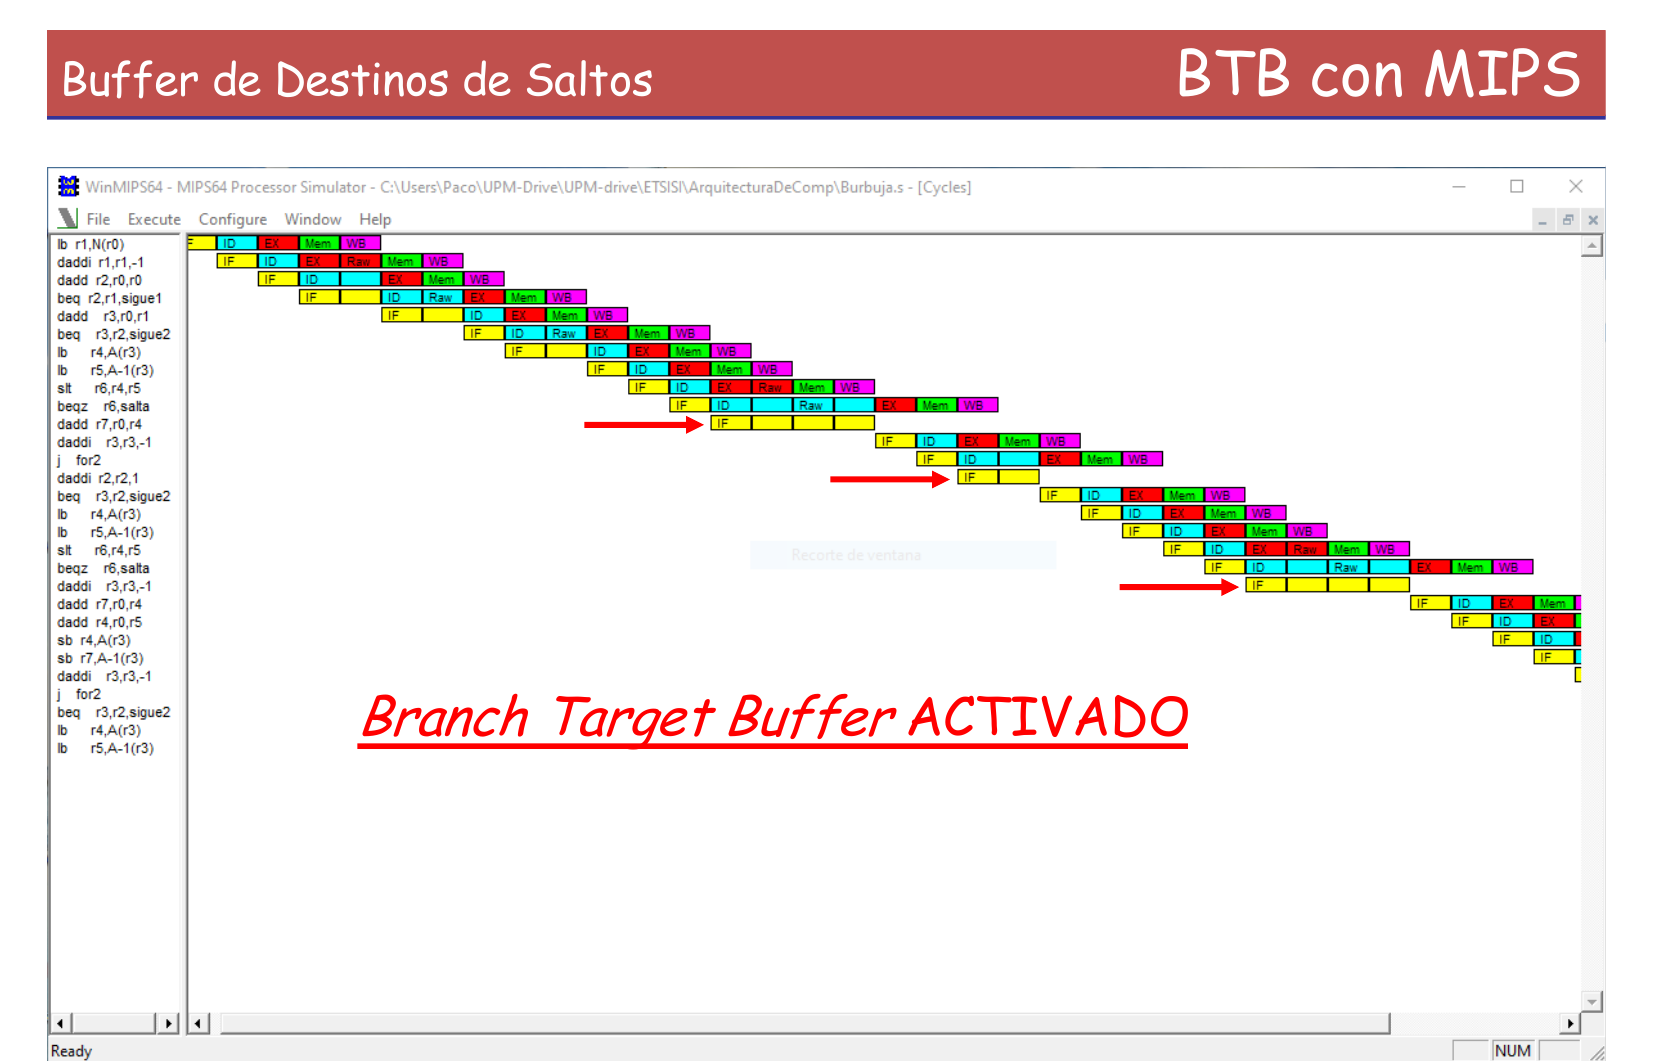 Buffer de Destinos de Saltos
BTB con MIPS
WinMIPS64 - MIPS64 Processor Simulator - C:\Users\Paco\UPM-Drive\UPM-drive\ETSISI\ArquitecturaDeComp\Burbuja.s - [Cycles]
File Execute Configure Window Help
lb r1,N(r0) F ID EX Mem WB
daddi r1,r1,-1 IF ID EX Raw Mem WB
dadd r2,r0,r0 IF ID EX Mem WB
beq r2,r1,sigue1 IF ID Raw EX Mem WB
dadd r3,r0,r1 IF ID EX Mem WB
beq r3,r2,sigue2 IF ID Raw EX Mem WB
lb r4,A(r3) IF ID EX Mem WB
lb r5,A-1(r3) IF ID EX Mem WB
slt r6,r4,r5 IF ID EX Raw Mem WB
beqz r6,salta IF ID Raw EX Mem WB
dadd r7,r0,r4 IF
daddi r3,r3,-1 IF ID EX Mem WB
j for2 IF ID EX Mem WB
daddi r2,r2,1 IF
beq r3,r2,sigue2 IF ID EX Mem WB
lb r4,A(r3) IF ID EX Mem WB
lb r5,A-1(r3) IF ID EX Mem WB
slt r6,r4,r5 IF ID EX Raw Mem WB
beqz r6,salta IF ID Raw EX Mem WB
daddi r3,r3,-1 IF
dadd r7,r0,r4 IF ID EX Mem
dadd r4,r0,r5 IF ID EX
sb r4,A(r3) IF ID
sb r7,A-1(r3) IF
daddi r3,r3,-1
j for2
beq r3,r2,sigue2
lb r4,A(r3)
lb r5,A-1(r3)
Recorte de ventana
Branch Target Buffer ACTIVADO
Ready
NUM